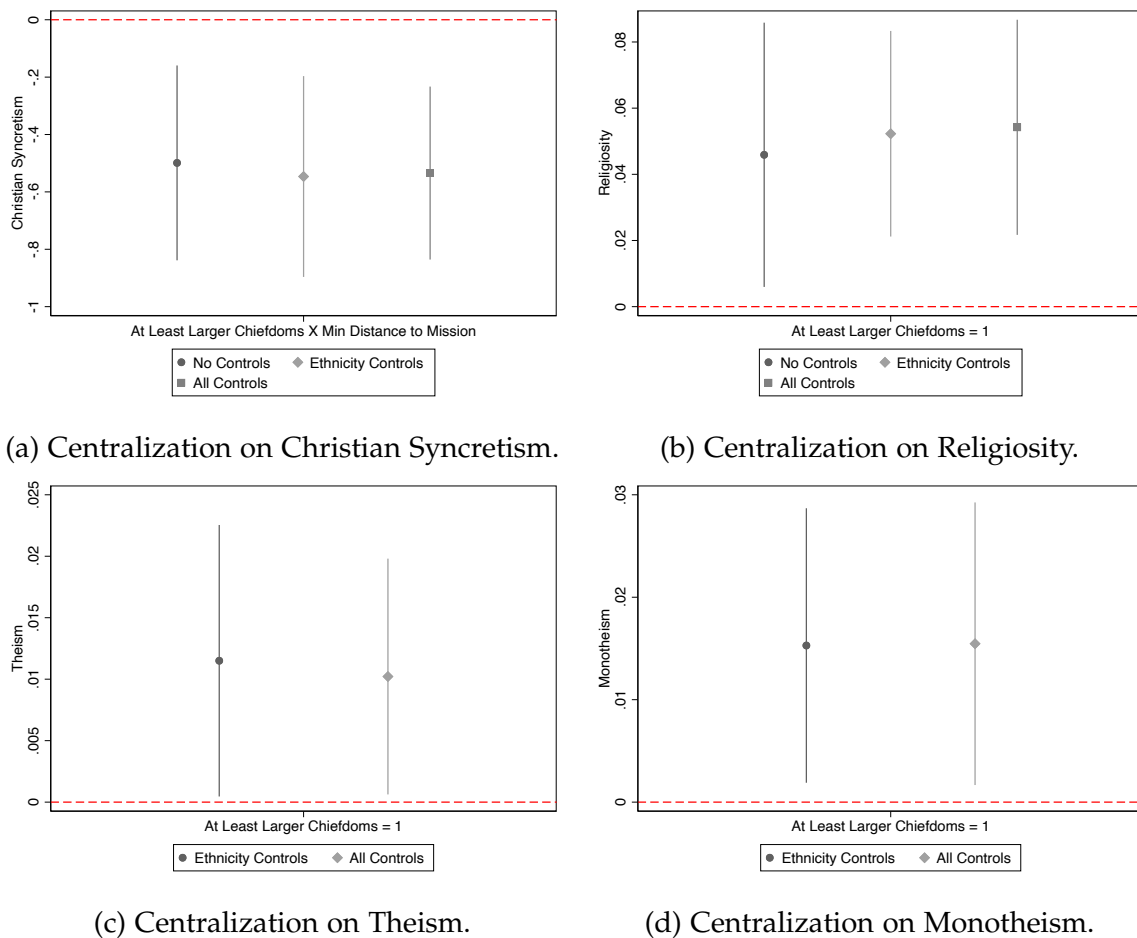 0
-.2
-.4
-.6
-.8
-1
Christian Syncretism
At Least Larger Chiefdoms X Min Distance to Mission
No Controls Ethnicity Controls
All Controls
(a) Centralization on Christian Syncretism.
.08
.06
.04
.02
0
Religiosity
At Least Larger Chiefdoms = 1
No Controls Ethnicity Controls
All Controls
(b) Centralization on Religiosity.
.025
.02
.015
.01
.005
0
Theism
At Least Larger Chiefdoms = 1
Ethnicity Controls All Controls
(c) Centralization on Theism.
.03
.02
.01
0
Monotheism
At Least Larger Chiefdoms = 1
Ethnicity Controls All Controls
(d) Centralization on Monotheism.